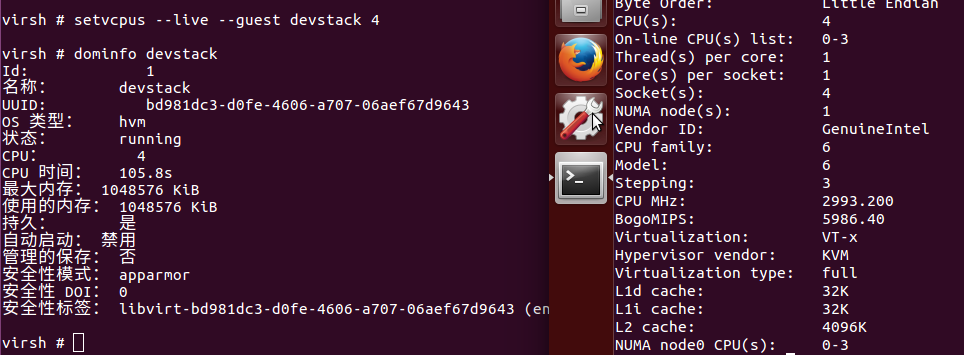 virsh # setvcpus --live --guest devstack 4
virsh # dominfo devstack
Id: 1
名称: devstack
UUID: bd981dc3-d0fe-4606-a707-06aef67d9643
OS 类型: hvm
状态: running
CPU: 4
CPU 时间: 105.8s
最大内存: 1048576 KiB
使用的内存: 1048576 KiB
持久: 是
自动启动: 禁用
管理的保存: 否
安全性模式: apparmor
安全性 DOI: 0
安全性标签: libvirt-bd981dc3-d0fe-4606-a707-06aef67d9643 (en
virsh #
>_
Byte Order: Little Endian
CPU(s): 4
On-line CPU(s) list: 0-3
Thread(s) per core: 1
Core(s) per socket: 1
Socket(s): 4
NUMA node(s): 1
Vendor ID: GenuineIntel
CPU family: 6
Model: 6
Stepping: 3
CPU MHz: 2993.200
BogoMIPS: 5986.40
Virtualization: VT-x
Hypervisor vendor: KVM
Virtualization type: full
L1d cache: 32K
L1i cache: 32K
L2 cache: 4096K
NUMA node0 CPU(s): 0-3